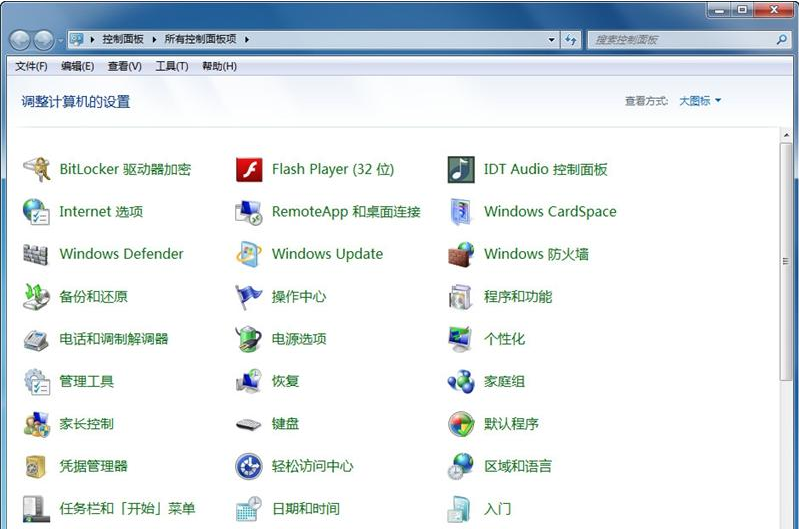 控制面板 所有控制面板项 搜索控制面板
文件(F) 编辑(E) 查看(V) 工具(T) 帮助(H)
调整计算机的设置 查看方式: 大图标
BitLocker 驱动器加密 Flash Player (32 位) IDT Audio 控制面板
Internet 选项 RemoteApp 和桌面连接 Windows CardSpace
Windows Defender Windows Update Windows 防火墙
备份和还原 操作中心 程序和功能
电话和调制解调器 电源选项 个性化
管理工具 恢复 家庭组
家长控制 键盘 默认程序
凭据管理器 轻松访问中心 区域和语言
任务栏和「开始」菜单 日期和时间 入门